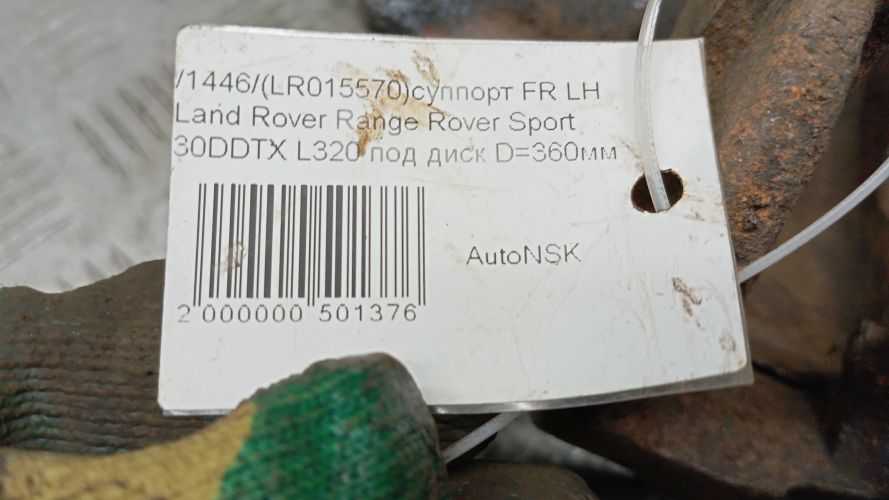 /1446/(LR015570)суппорт FR LH
Land Rover Range Rover Sport
30DDTX L320 под диск D=360мм
AutoNSK
2 000000 501376